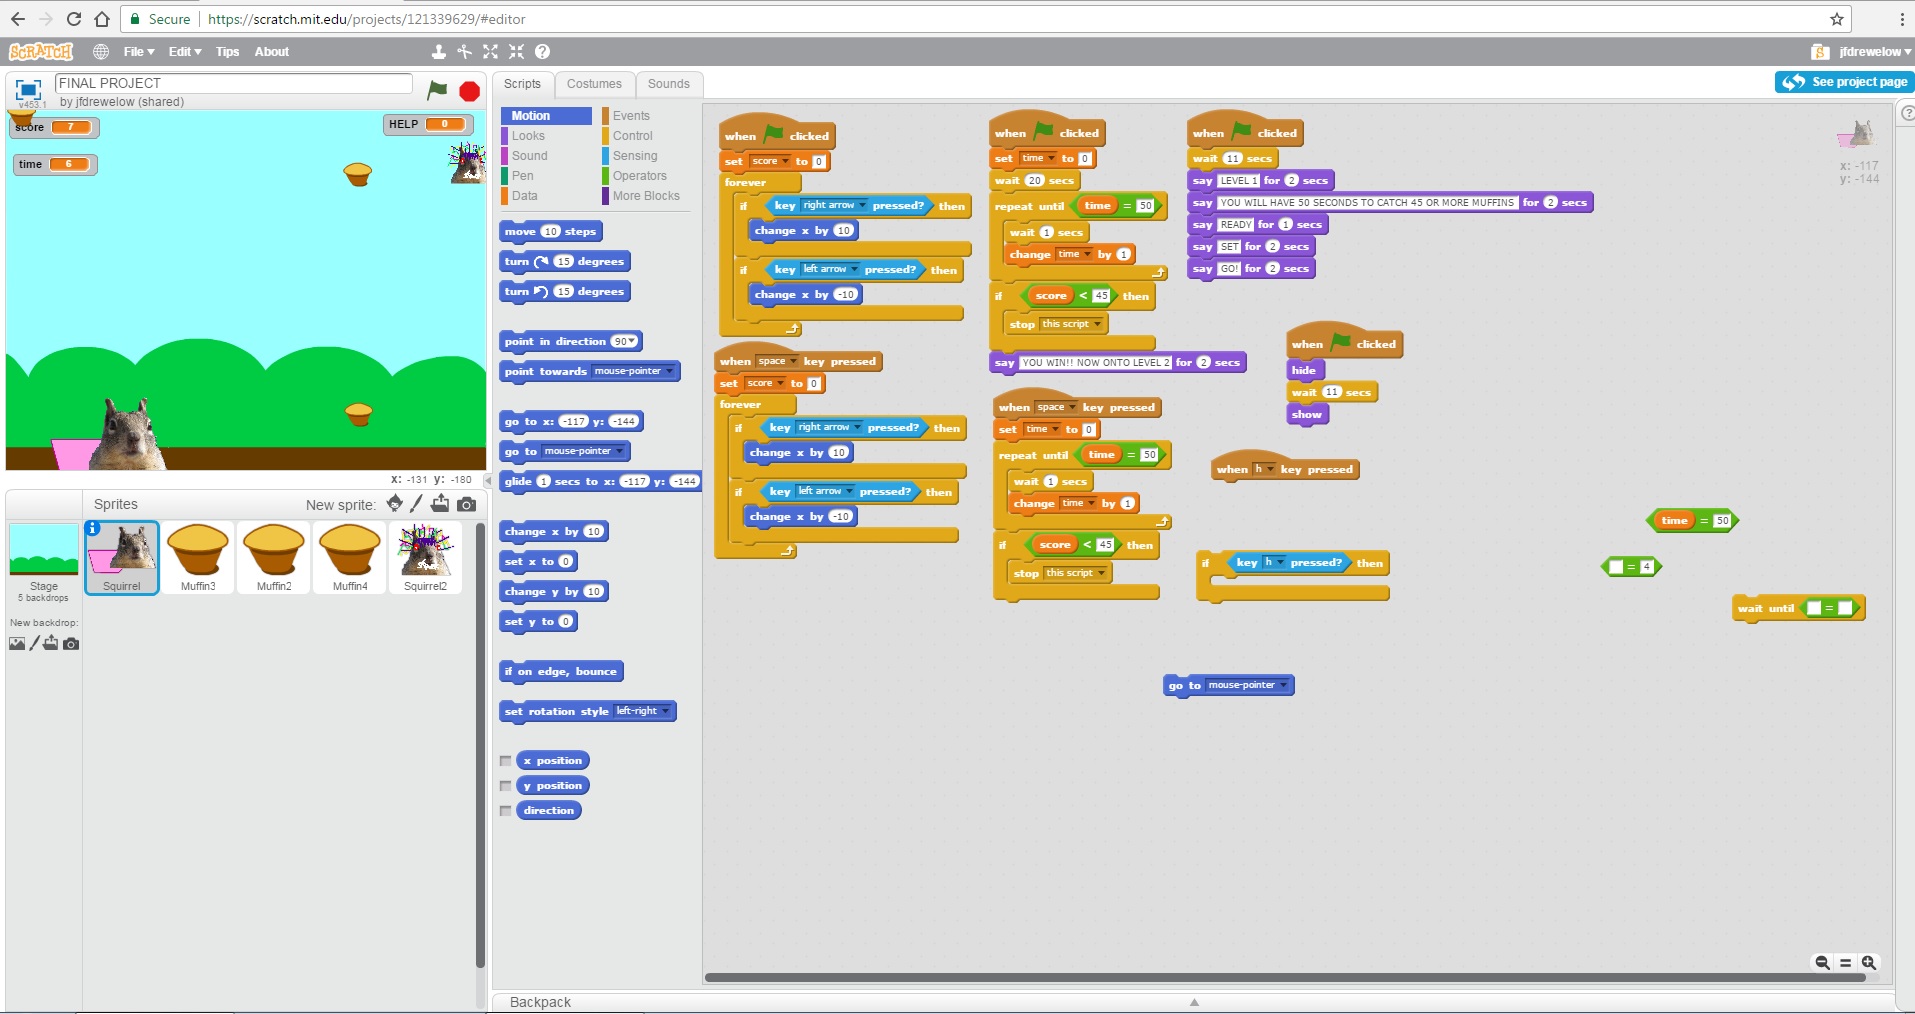 Secure https://scratch.mit.edu/projects/121339629/#editor
SCRATCH File Edit Tips About jfdrewelow
See project page
FINAL PROJECT
by jfdrewelow (shared)
v453.1
score 7
time 6
HELP 0
x: -131 y: -180
Sprites New sprite:
Stage
5 backdrops
New backdrop:
Squirrel
Muffin3
Muffin2
Muffin4
Squirrel2
Scripts Costumes Sounds
Motion Events
Looks Control
Sound Sensing
Pen Operators
Data More Blocks
move 10 steps
turn 15 degrees
turn 15 degrees
point in direction 90
point towards mouse-pointer
go to x: -117 y: -144
go to mouse-pointer
glide 1 secs to x: -117 y: -144
change x by 10
set x to 0
change y by 10
set y to 0
if on edge, bounce
set rotation style left-right
x position
y position
direction
when clicked
set score to 0
forever
if key right arrow pressed? then
change x by 10
if key left arrow pressed? then
change x by -10
when space key pressed
set score to 0
forever
if key right arrow pressed? then
change x by 10
if key left arrow pressed? then
change x by -10
when clicked
set time to 0
wait 20 secs
repeat until time = 50
wait 1 secs
change time by 1
if score < 45 then
stop this script
say YOU WIN!! NOW ONTO LEVEL 2 for 2 secs
when space key pressed
set time to 0
repeat until time = 50
wait 1 secs
change time by 1
if score < 45 then
stop this script
when clicked
wait 11 secs
say LEVEL 1 for 2 secs
say YOU WILL HAVE 50 SECONDS TO CATCH 45 OR MORE MUFFINS for 2 secs
say READY for 1 secs
say SET for 2 secs
say GO! for 2 secs
when clicked
hide
wait 11 secs
show
when h key pressed
if key h pressed? then
go to mouse-pointer
time = 50
= 4
wait until =
x: -117
y: -144
Backpack